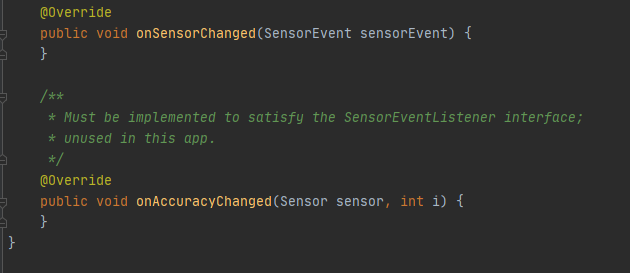 @Override
public void onSensorChanged(SensorEvent sensorEvent) {
}
/**
* Must be implemented to satisfy the SensorEventListener interface;
* unused in this app.
*/
@Override
public void onAccuracyChanged(Sensor sensor, int i) {
}
}